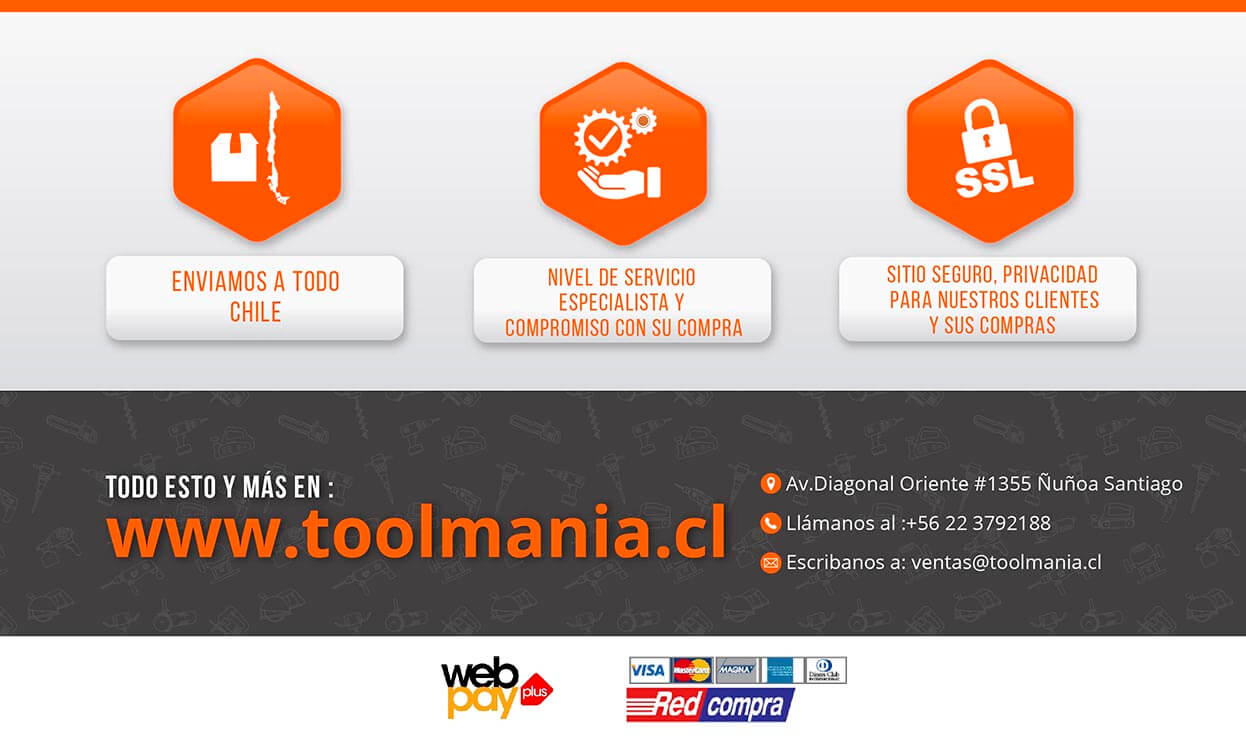 SSL
ENVIAMOS A TODO
CHILE
NIVEL DE SERVICIO
ESPECIALISTA Y
COMPROMISO CON SU COMPRA
SITIO SEGURO, PRIVACIDAD
PARA NUESTROS CLIENTES
Y SUS COMPRAS
TODO ESTO Y MÁS EN :
www.toolmania.cl
Av.Diagonal Oriente #1355 Ñuñoa Santiago
Llámanos al :+56 22 3792188
Escribanos a: ventas@toolmania.cl
web
pay plus
VISA MasterCard MAGNA Diners Club
Red compra